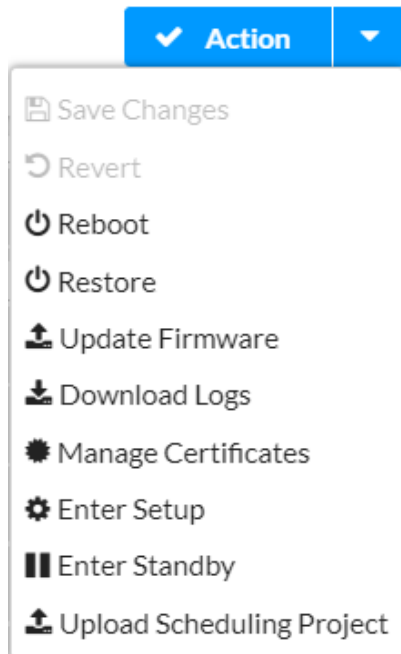 Action
Save Changes
Revert
Reboot
Restore
Update Firmware
Download Logs
Manage Certificates
Enter Setup
Enter Standby
Upload Scheduling Project